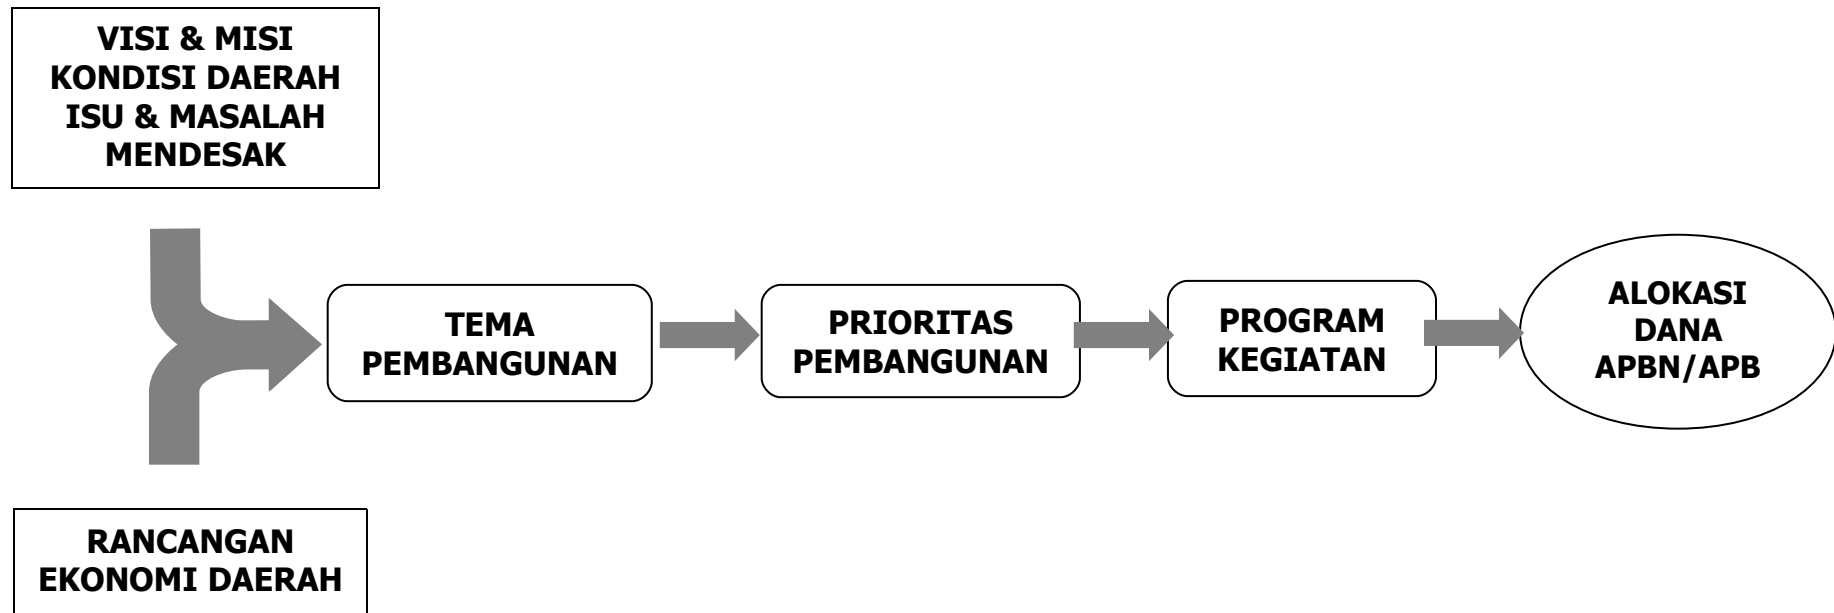 VISI & MISI
KONDISI DAERAH
ISU & MASALAH
MENDESAK
TEMA
PEMBANGUNAN
PRIORITAS
PEMBANGUNAN
PROGRAM
KEGIATAN
ALOKASI
DANA
APBN/APB
RANCANGAN
EKONOMI DAERAH